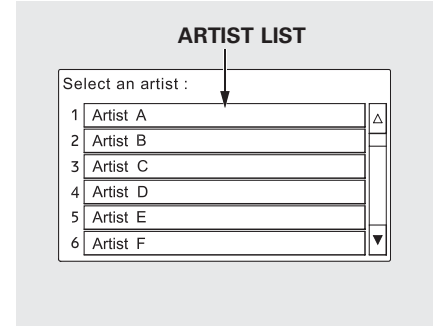 ARTIST LIST
Select an artist :
1 Artist A
2 Artist B
3 Artist C
4 Artist D
5 Artist E
6 Artist F